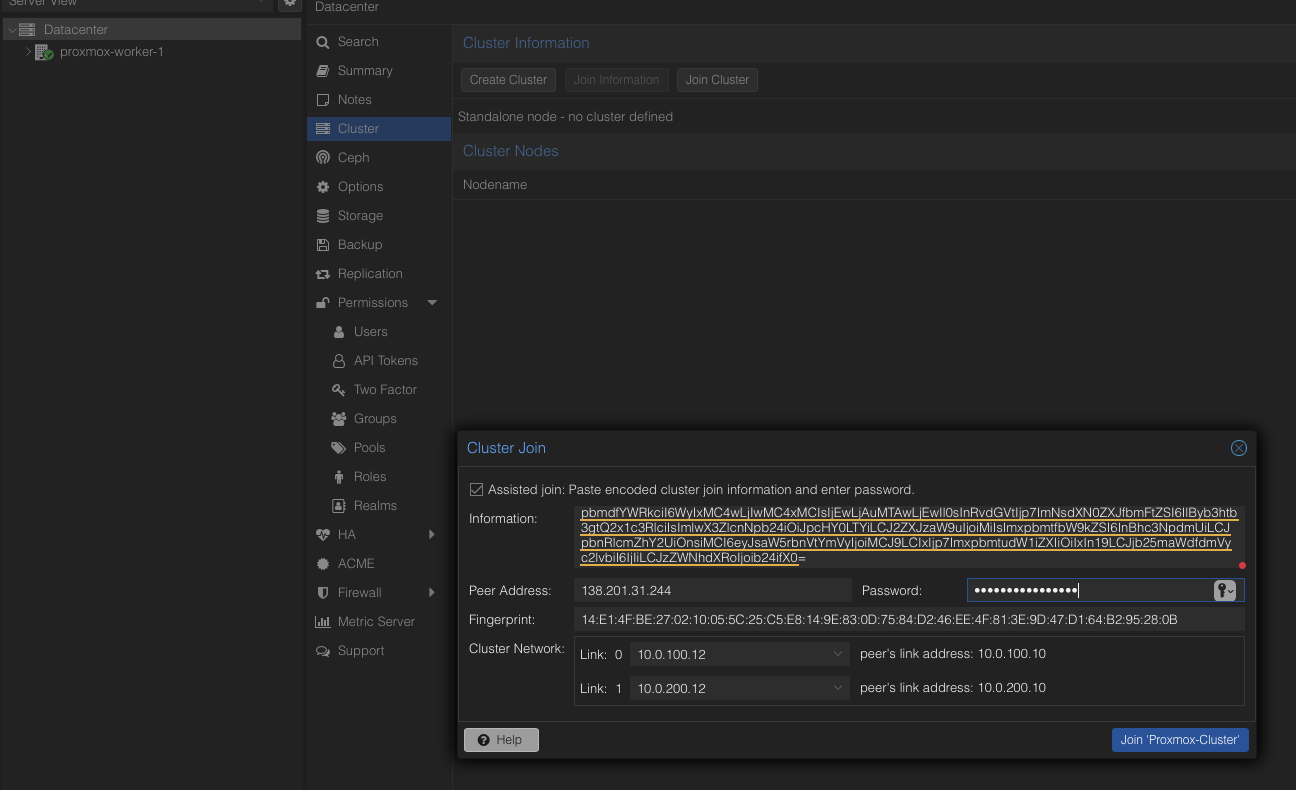 Server View
Datacenter
Datacenter
proxmox-worker-1
Search
Summary
Notes
Cluster
Ceph
Options
Storage
Backup
Replication
Permissions
Users
API Tokens
Two Factor
Groups
Pools
Roles
Realms
HA
ACME
Firewall
Metric Server
Support
Cluster Information
Create Cluster Join Information Join Cluster
Standalone node - no cluster defined
Cluster Nodes
Nodename
Cluster Join
Assisted join: Paste encoded cluster join information and enter password.
Information:
Peer Address: 138.201.31.244 Password: ••••••••••••••••
Fingerprint: 14:E1:4F:BE:27:02:10:05:5C:25:C5:E8:14:9E:83:0D:75:84:D2:46:EE:4F:81:3E:9D:47:D1:64:B2:95:28:0B
Cluster Network: Link: 0 10.0.100.12 peer's link address: 10.0.100.10
Link: 1 10.0.200.12 peer's link address: 10.0.200.10
Help Join 'Proxmox-Cluster'